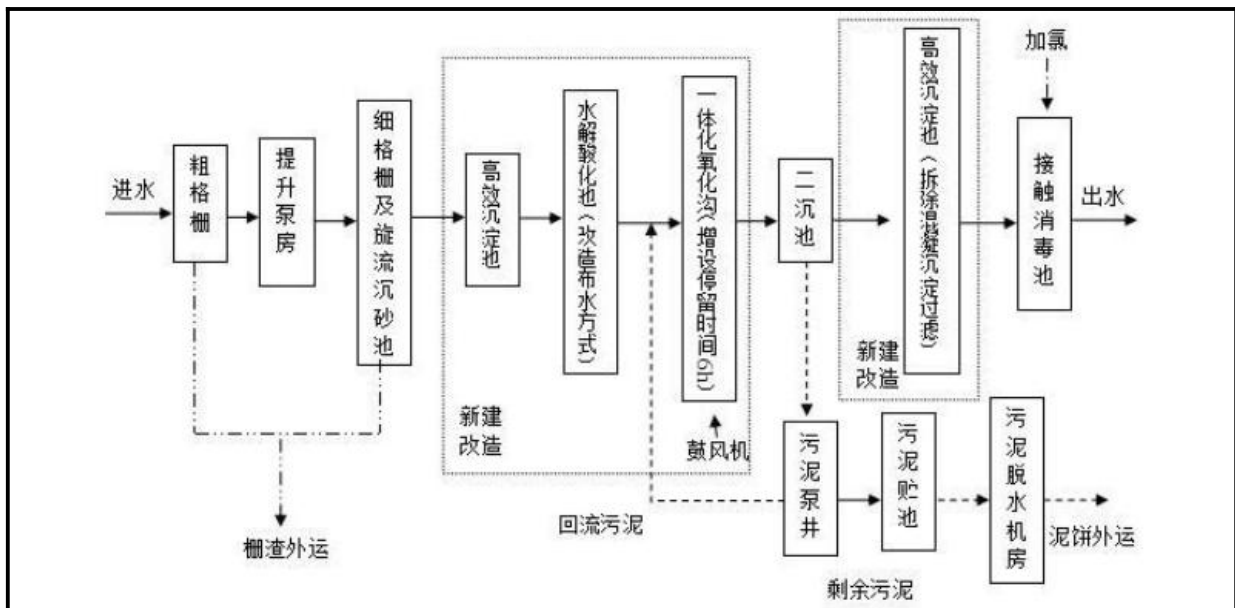 进水
粗格栅
提升泵房
细格栅及旋流沉砂池
高效沉淀池
水解酸化也（改造布水方式）
一体化氧化沟（增设停留时间6h）
鼓风机
新建
改造
二沉池
高效沉淀也（拆除混凝沉淀过滤）
新建
改造
加氯
接触消毒池
出水
栅渣外运
回流污泥
污泥泵井
污泥贮池
污泥脱水机房
泥饼外运
剩余污泥